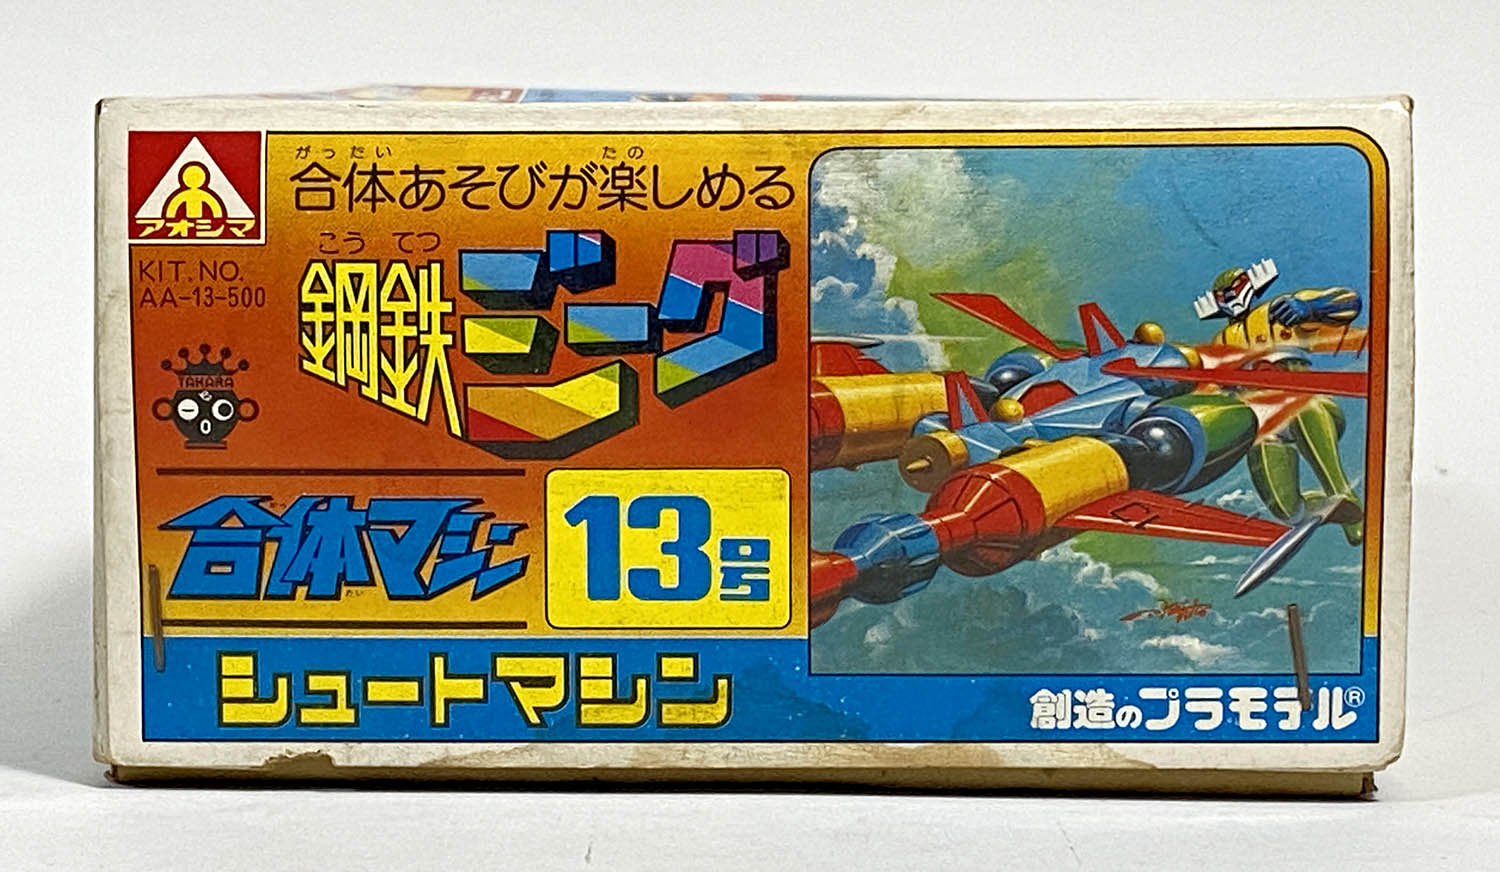 アオシマ
KIT.NO.
AA-13-500
TAKARA
がったい たの
合体あそびが楽しめる
こう てつ
鋼鉄ジーグ
がっ
合体マシン
たい
13号
シュートマシン
創造のプラモデル®